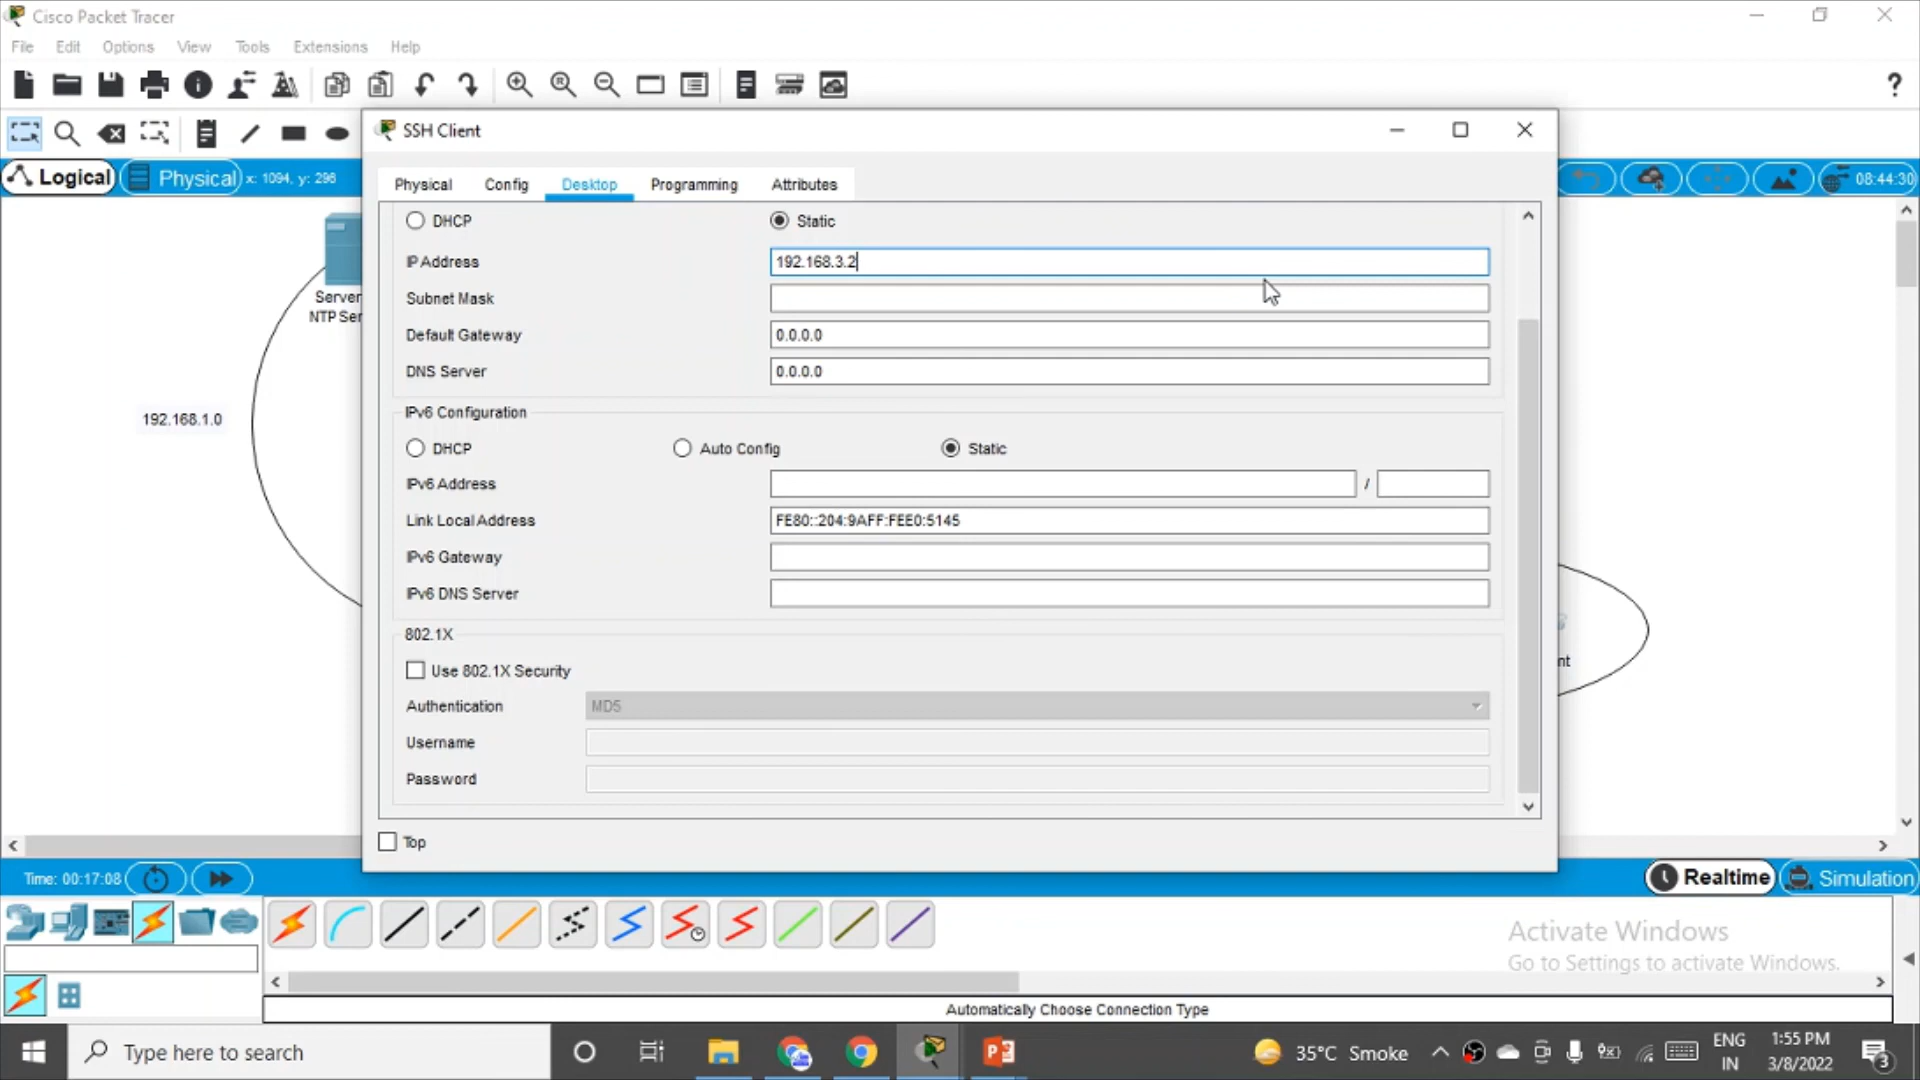 Cisco Packet Tracer
File Edit Options View Tools Extensions Help
?
SSH Client
Logical Physical x: 1094, y: 296 08:44:30
Physical Config Desktop Programming Attributes
DHCP Static
IP Address 192.168.3.2
Subnet Mask
Default Gateway 0.0.0.0
DNS Server 0.0.0.0
IPv6 Configuration
DHCP Auto Config Static
IPv6 Address /
Link Local Address FE80::204:9AFF:FEE0:5145
IPv6 Gateway
IPv6 DNS Server
802.1X
Use 802.1X Security
Authentication MD5
Username
Password
Top
Server
NTP Ser
192.168.1.0
nt
Time: 00:17:08 Realtime Simulation
Activate Windows
Go to Settings to activate Windows.
Automatically Choose Connection Type
Type here to search 35°C Smoke ENG 1:55 PM
IN 3/8/2022 3